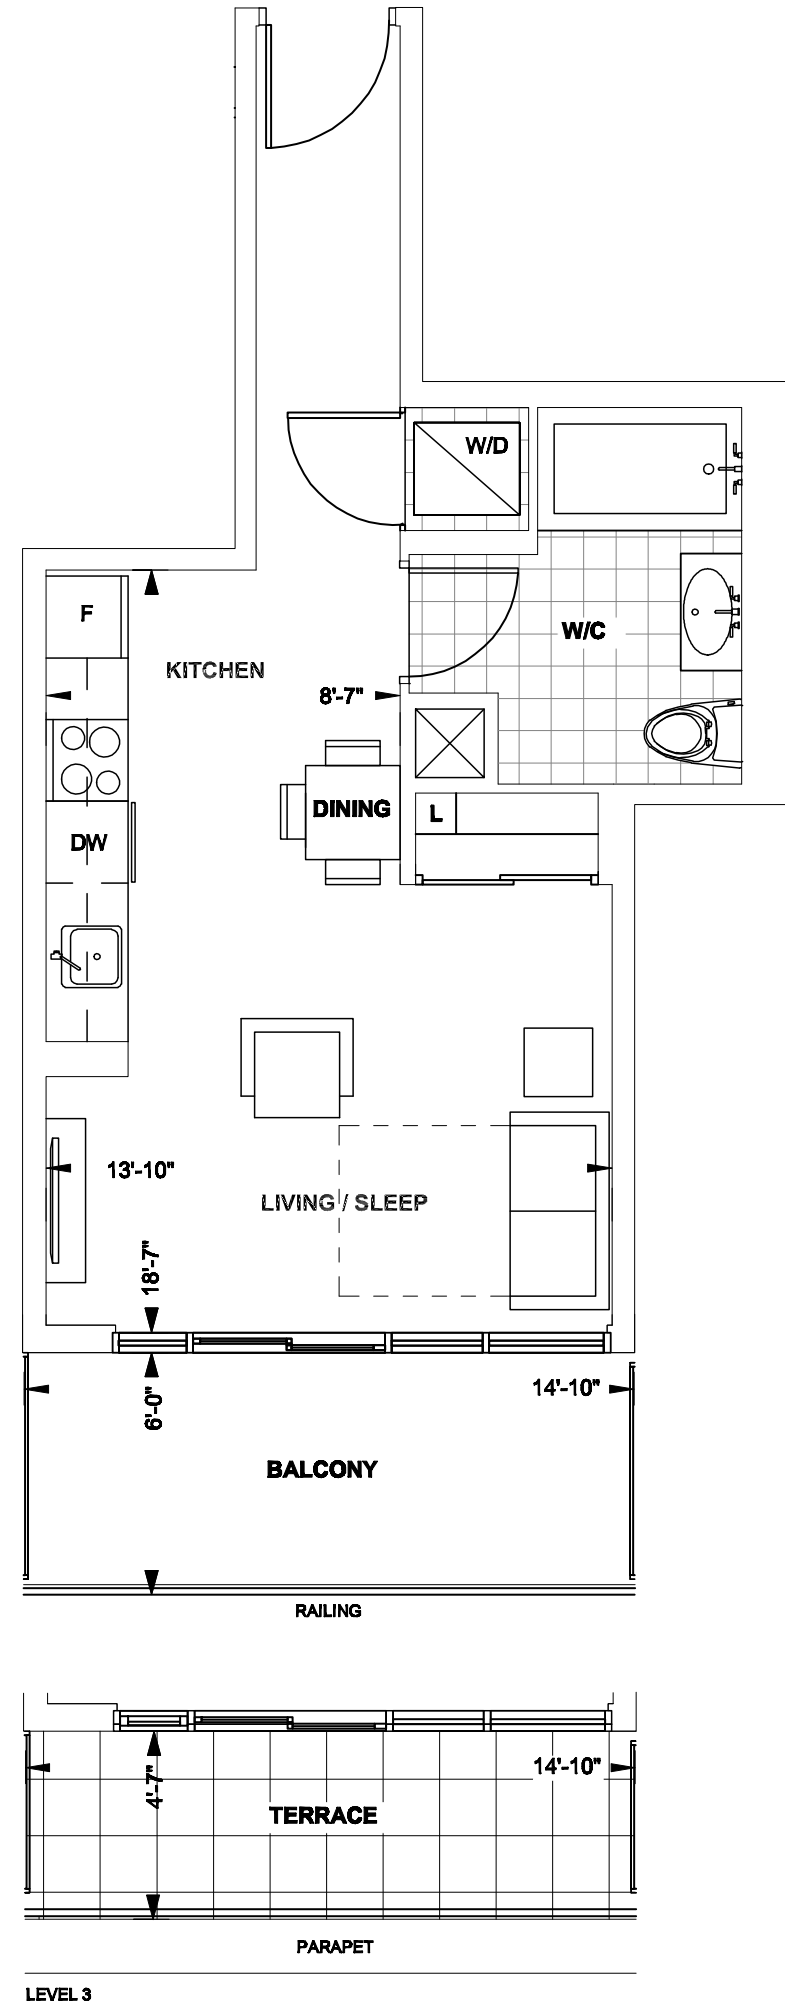 W/D
F
W/C
KITCHEN
8'-7"
DINING
L
DW
13'-10"
LIVING / SLEEP
18'-7"
14'-10"
6'-0"
BALCONY
RAILING
14'-10"
4'-7"
TERRACE
PARAPET
LEVEL 3